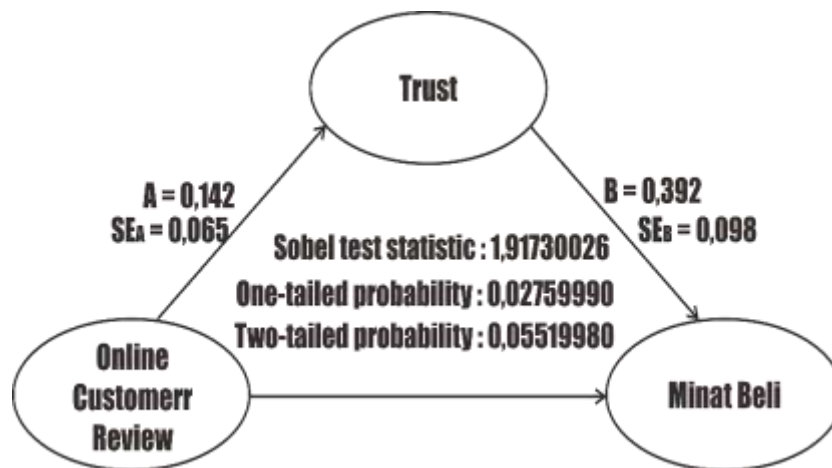 Trust
A = 0,142
SEA = 0,065
B = 0,392
SEB = 0,098
Sobel test statistic : 1,91730026
One-tailed probability : 0,02759990
Two-tailed probability : 0,05519980
Online
Customerr
Review
Minat Beli